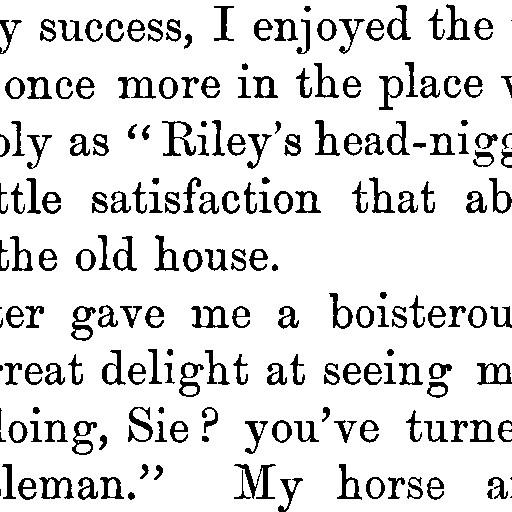 y success, I enjoyed the
once more in the place
bly as “ Riley’s head-nigg
ttle satisfaction that ab
the old house.
ter gave me a boisterou
reat delight at seeing m
doing, Sie? you’ve turne
leman.” My horse a